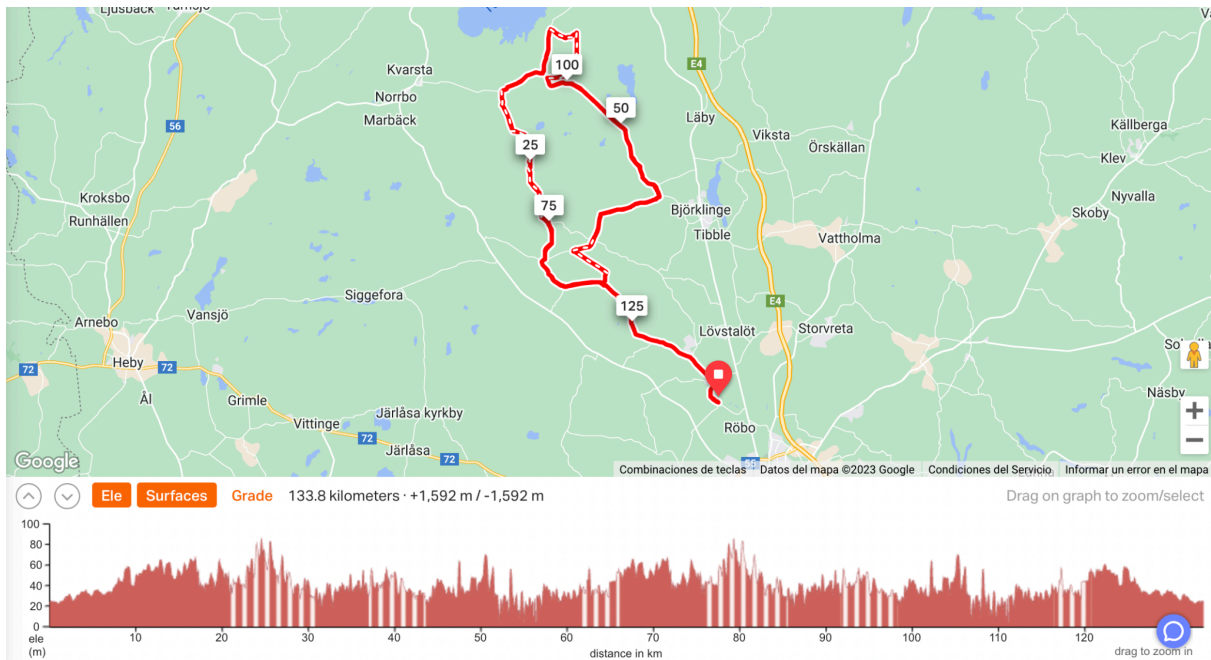 Ljusbäck
Kvarsta
Norrbo
Marbäck
56
E4
100
50
25
75
125
Läby
Viksta
Örskällan
Källberga
Klev
Nyvalla
Skoby
Kroksbo
Runhällen
Björklinge
Tibble
Vattholma
Siggefora
Vansjö
Arnebo
Heby
72
72
E4
Storvreta
Lövstalöt
Ål
Grimle
Vittinge
Järlåsa kyrkby
72
Järlåsa
72
Röbo
Näsby
Google
Combinaciones de teclas
Datos del mapa ©2023 Google
Condiciones del Servicio
Informar un error en el mapa
Ele
Surfaces
Grade
133.8 kilometers · +1,592 m / -1,592 m
Drag on graph to zoom/select
100
80
60
40
20
0
ele
(m)
10
20
30
40
50
60
70
80
90
100
110
120
distance in km
drag to zoom in